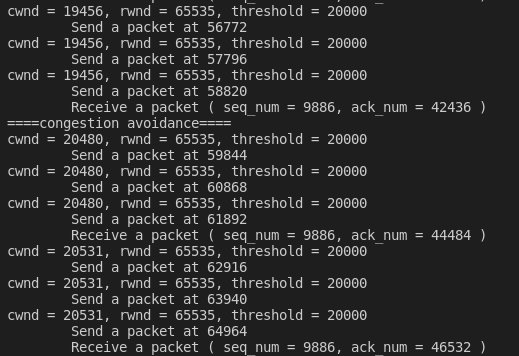 cwnd = 19456, rwnd = 65535, threshold = 20000
Send a packet at 56772
cwnd = 19456, rwnd = 65535, threshold = 20000
Send a packet at 57796
cwnd = 19456, rwnd = 65535, threshold = 20000
Send a packet at 58820
Receive a packet ( seq_num = 9886, ack_num = 42436 )
====congestion avoidance====
cwnd = 20480, rwnd = 65535, threshold = 20000
Send a packet at 59844
cwnd = 20480, rwnd = 65535, threshold = 20000
Send a packet at 60868
cwnd = 20480, rwnd = 65535, threshold = 20000
Send a packet at 61892
Receive a packet ( seq_num = 9886, ack_num = 44484 )
cwnd = 20531, rwnd = 65535, threshold = 20000
Send a packet at 62916
cwnd = 20531, rwnd = 65535, threshold = 20000
Send a packet at 63940
cwnd = 20531, rwnd = 65535, threshold = 20000
Send a packet at 64964
Receive a packet ( seq_num = 9886, ack_num = 46532 )